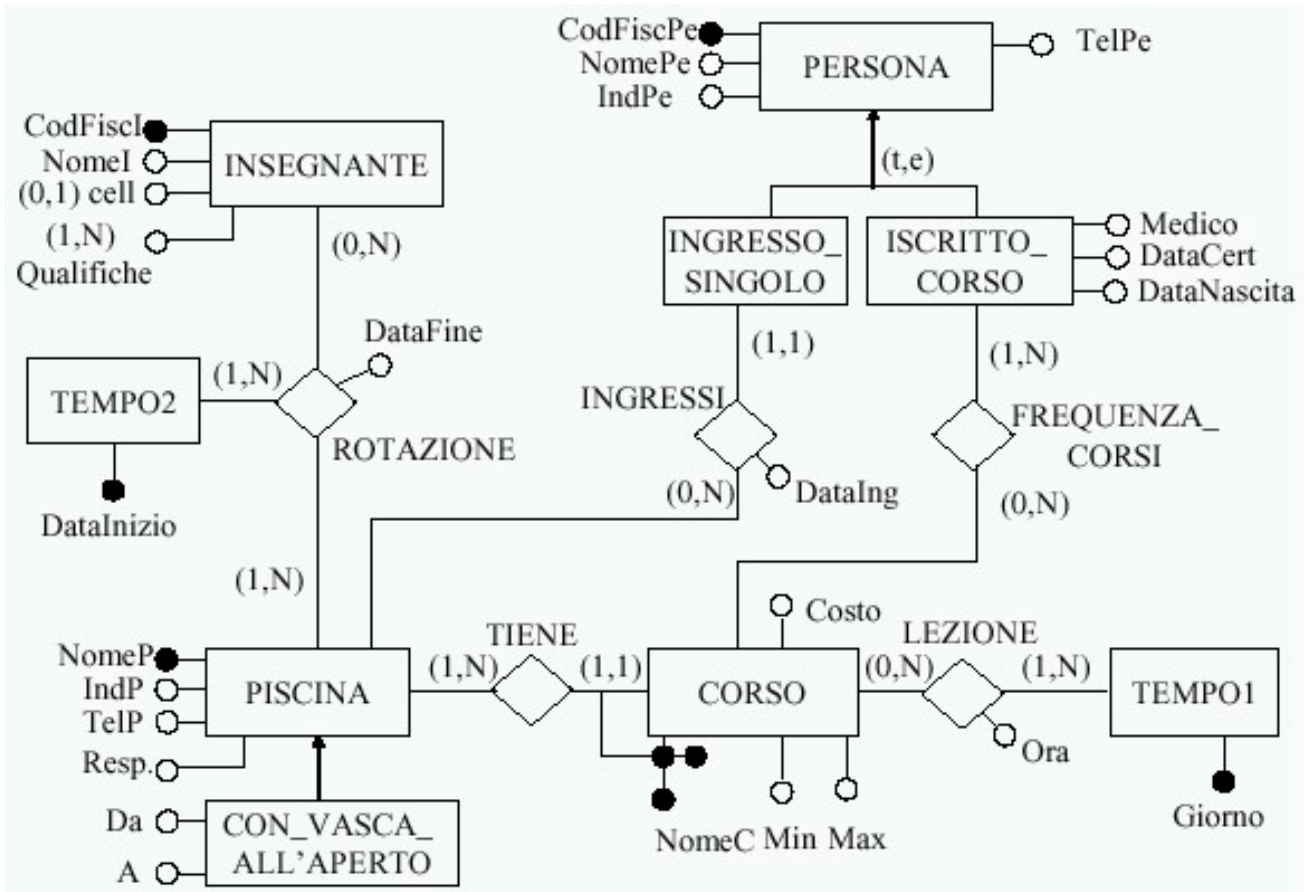 CodFiscPe
NomePe
IndPe
PERSONA
TelPe
CodFiscI
NomeI
(0,1) cell
(1,N)
Qualifiche
INSEGNANTE
(0,N)
(t,e)
INGRESSO_
SINGOLO
ISCRITTO_
CORSO
Medico
DataCert
DataNascita
DataFine
(1,1)
(1,N)
TEMPO2
(1,N)
ROTAZIONE
INGRESSI
FREQUENZA_
CORSI
DataInizio
(0,N)
DataIng
(0,N)
(1,N)
NomeP
IndP
TelP
Resp.
PISCINA
TIENE
(1,N)
(1,1)
Costo
CORSO
LEZIONE
(0,N)
(1,N)
TEMPO1
Ora
Giorno
NomeC
Min
Max
Da
A
CON_VASCA_
ALL'APERTO